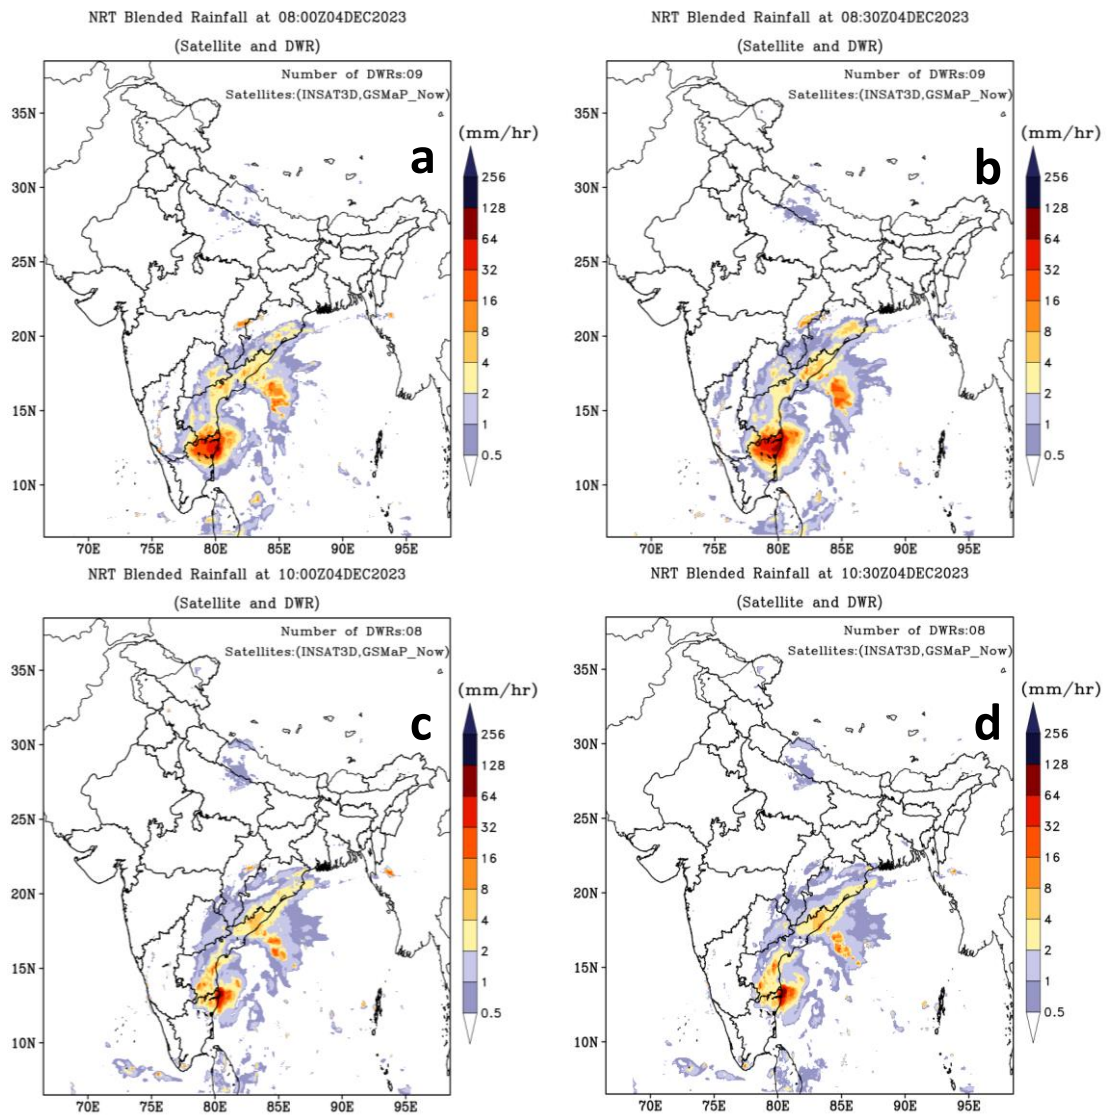 NRT Blended Rainfall at 08:00Z04DEC2023
(Satellite and DWR)
Number of DWRs:09
Satellites:(INSAT3D,GSMaP_Now)
a
35N
30N
25N
20N
15N
10N
70E 75E 80E 85E 90E 95E
(mm/hr)
256
128
64
32
16
8
4
2
1
0.5
NRT Blended Rainfall at 08:30Z04DEC2023
(Satellite and DWR)
Number of DWRs:09
Satellites:(INSAT3D,GSMaP_Now)
b
35N
30N
25N
20N
15N
10N
70E 75E 80E 85E 90E 95E
(mm/hr)
256
128
64
32
16
8
4
2
1
0.5
NRT Blended Rainfall at 10:00Z04DEC2023
(Satellite and DWR)
Number of DWRs:08
Satellites:(INSAT3D,GSMaP_Now)
c
35N
30N
25N
20N
15N
10N
70E 75E 80E 85E 90E 95E
(mm/hr)
256
128
64
32
16
8
4
2
1
0.5
NRT Blended Rainfall at 10:30Z04DEC2023
(Satellite and DWR)
Number of DWRs:08
Satellites:(INSAT3D,GSMaP_Now)
d
35N
30N
25N
20N
15N
10N
70E 75E 80E 85E 90E 95E
(mm/hr)
256
128
64
32
16
8
4
2
1
0.5